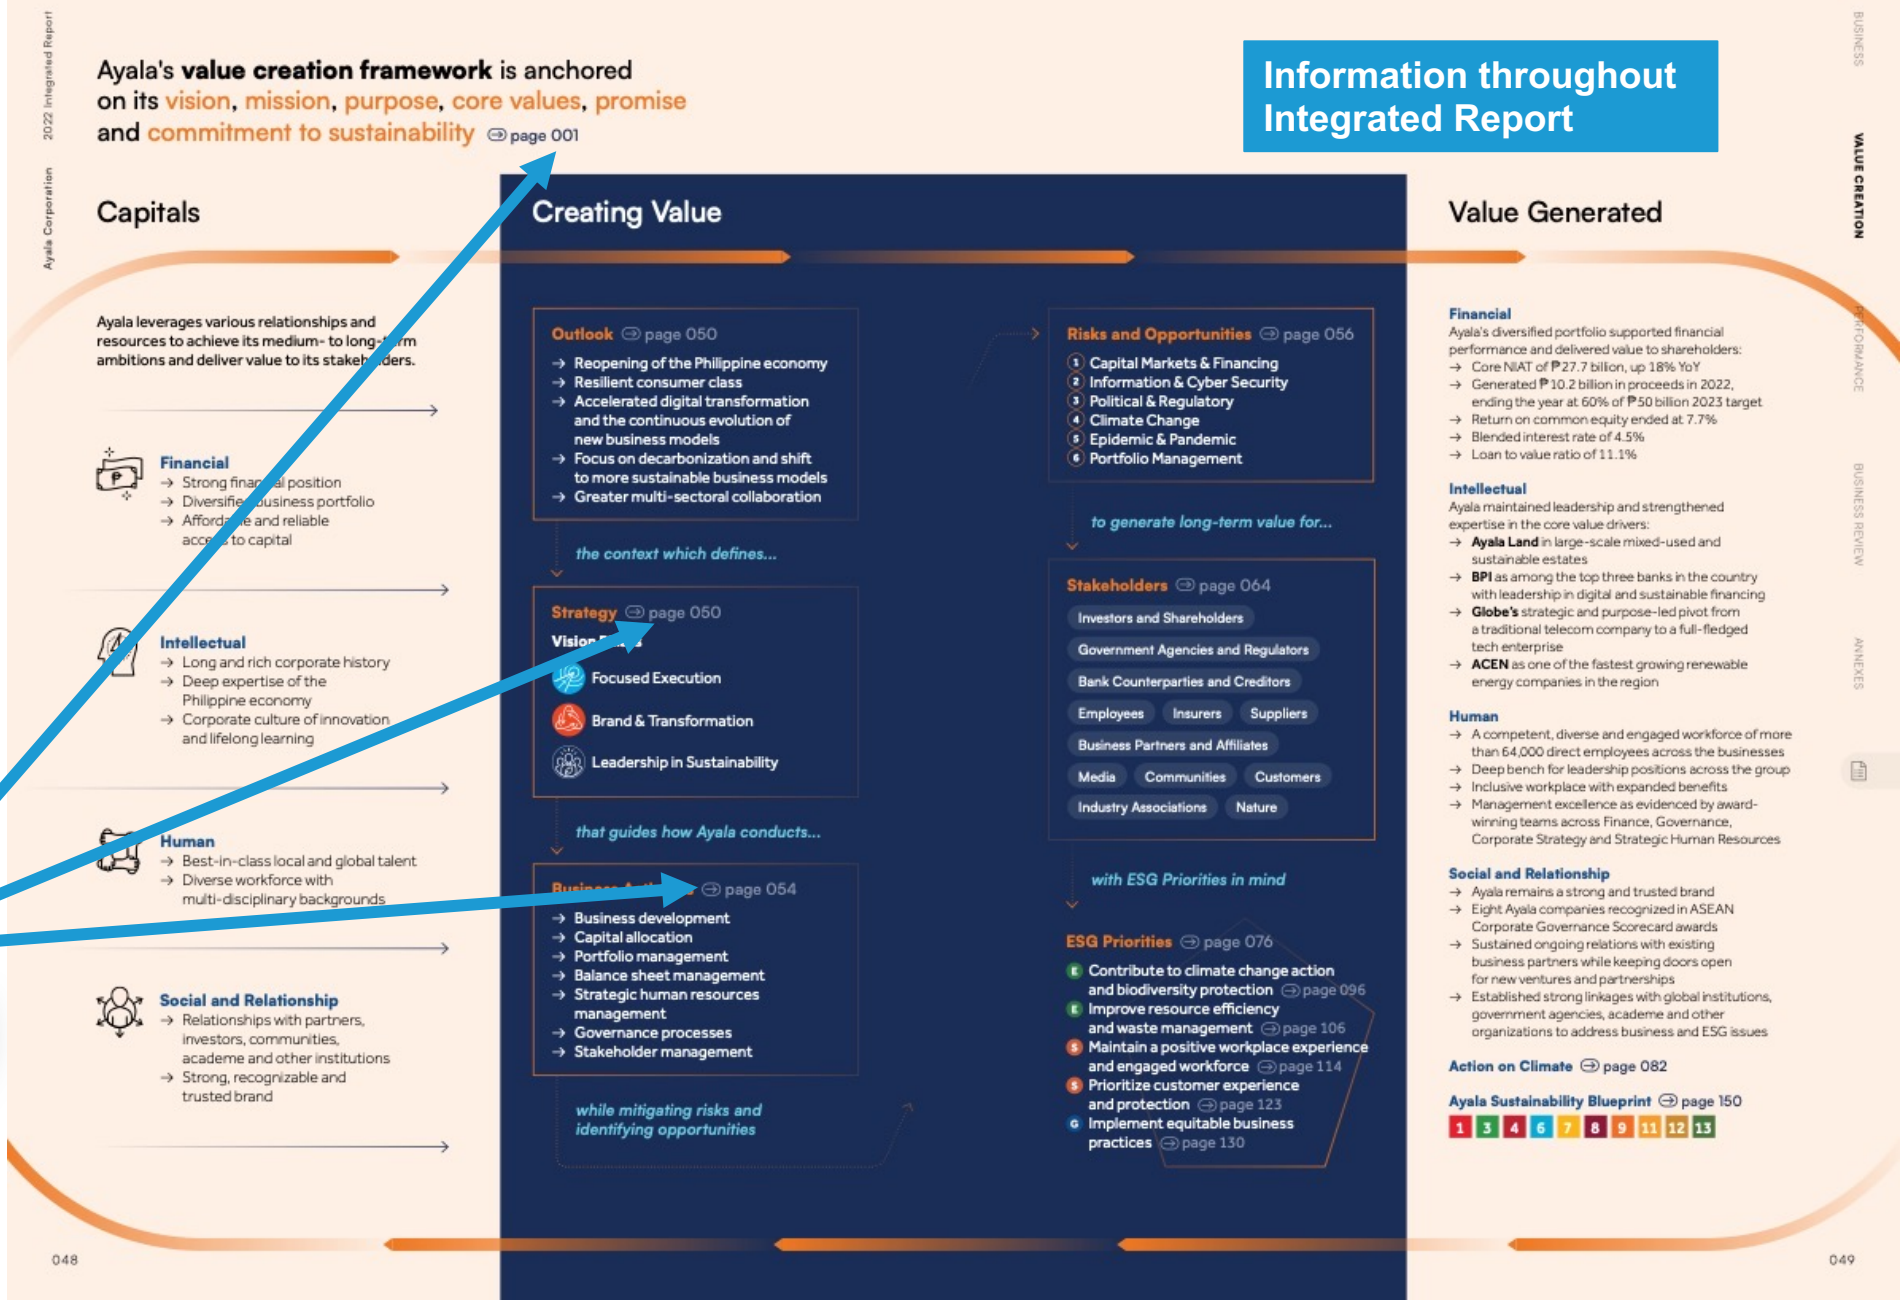 Ayala Corporation 2022 Integrated Report
Ayala's value creation framework is anchored
on its vision, mission, purpose, core values, promise
and commitment to sustainability page 001
Information throughout
Integrated Report
Capitals
Ayala leverages various relationships and
resources to achieve its medium- to long-term
ambitions and deliver value to its stakeholders.
Financial
→ Strong financial position
→ Diversified business portfolio
→ Affordable and reliable
access to capital
Intellectual
→ Long and rich corporate history
→ Deep expertise of the
Philippine economy
→ Corporate culture of innovation
and lifelong learning
Human
→ Best-in-class local and global talent
→ Diverse workforce with
multi-disciplinary backgrounds
Social and Relationship
→ Relationships with partners,
investors, communities,
academe and other institutions
→ Strong, recognizable and
trusted brand
Creating Value
Outlook page 050
→ Reopening of the Philippine economy
→ Resilient consumer class
→ Accelerated digital transformation
and the continuous evolution of
new business models
→ Focus on decarbonization and shift
to more sustainable business models
→ Greater multi-sectoral collaboration
the context which defines...
Strategy page 050
Vision
Focused Execution
Brand & Transformation
Leadership in Sustainability
that guides how Ayala conducts...
Business page 054
→ Business development
→ Capital allocation
→ Portfolio management
→ Balance sheet management
→ Strategic human resources
management
→ Governance processes
→ Stakeholder management
while mitigating risks and
identifying opportunities
Risks and Opportunities page 056
1 Capital Markets & Financing
2 Information & Cyber Security
3 Political & Regulatory
4 Climate Change
5 Epidemic & Pandemic
6 Portfolio Management
to generate long-term value for...
Stakeholders page 064
Investors and Shareholders
Government Agencies and Regulators
Bank Counterparties and Creditors
Employees Insurers Suppliers
Business Partners and Affiliates
Media Communities Customers
Industry Associations Nature
with ESG Priorities in mind
ESG Priorities page 076
E Contribute to climate change action
and biodiversity protection page 096
E Improve resource efficiency
and waste management page 106
S Maintain a positive workplace experience
and engaged workforce page 114
S Prioritize customer experience
and protection page 123
G Implement equitable business
practices page 130
Value Generated
Financial
Ayala's diversified portfolio supported financial
performance and delivered value to shareholders:
→ Core NIAT of ₱27.7 billion, up 18% YoY
→ Generated ₱10.2 billion in proceeds in 2022,
ending the year at 60% of ₱50 billion 2023 target
→ Return on common equity ended at 7.7%
→ Blended interest rate of 4.5%
→ Loan to value ratio of 11.1%
Intellectual
Ayala maintained leadership and strengthened
expertise in the core value drivers:
→ Ayala Land in large-scale mixed-used and
sustainable estates
→ BPI as among the top three banks in the country
with leadership in digital and sustainable financing
→ Globe's strategic and purpose-led pivot from
a traditional telecom company to a full-fledged
tech enterprise
→ ACEN as one of the fastest growing renewable
energy companies in the region
Human
→ A competent, diverse and engaged workforce of more
than 64,000 direct employees across the businesses
→ Deep bench for leadership positions across the group
→ Inclusive workplace with expanded benefits
→ Management excellence as evidenced by award-
winning teams across Finance, Governance,
Corporate Strategy and Strategic Human Resources
Social and Relationship
→ Ayala remains a strong and trusted brand
→ Eight Ayala companies recognized in ASEAN
Corporate Governance Scorecard awards
→ Sustained ongoing relations with existing
business partners while keeping doors open
for new ventures and partnerships
→ Established strong linkages with global institutions,
government agencies, academe and other
organizations to address business and ESG issues
Action on Climate page 082
Ayala Sustainability Blueprint page 150
1 3 4 6 7 8 9 11 12 13
BUSINESS
VALUE CREATION
PERFORMANCE
BUSINESS REVIEW
ANNEXES
048
049